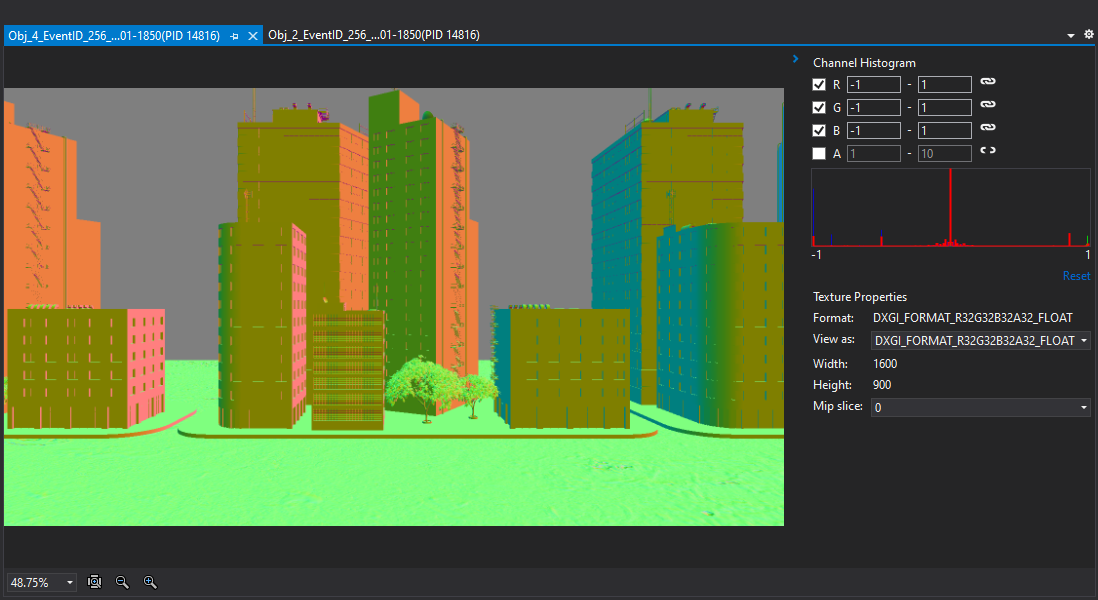 Obj_4_EventID_256_...01-1850(PID 14816) Obj_2_EventID_256_...01-1850(PID 14816)
Channel Histogram
R -1 - 1
G -1 - 1
B -1 - 1
A 1 - 10
-1 1
Reset
Texture Properties
Format: DXGI_FORMAT_R32G32B32A32_FLOAT
View as: DXGI_FORMAT_R32G32B32A32_FLOAT
Width: 1600
Height: 900
Mip slice: 0
48.75%